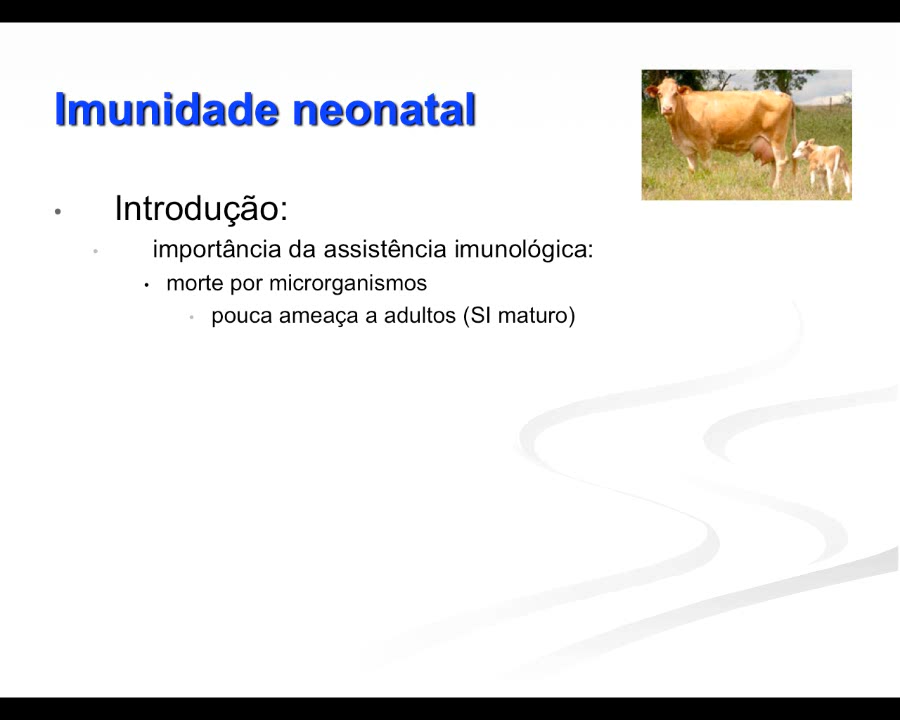 Imunidade neonatal
• Introdução:
• importância da assistência imunológica:
• morte por microrganismos
• pouca ameaça a adultos (SI maturo)